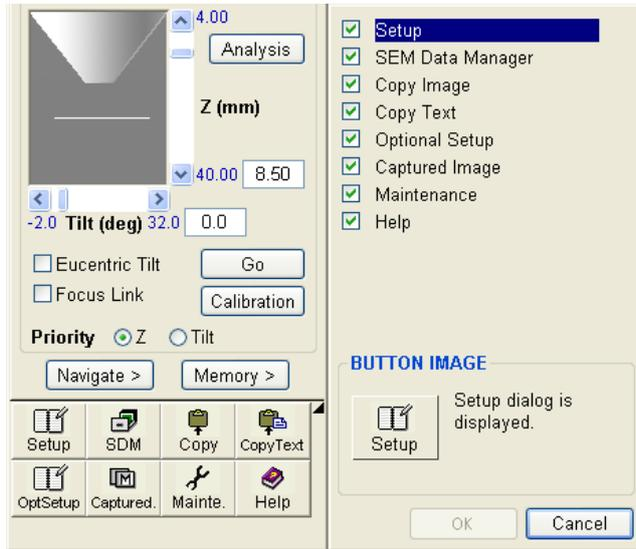 4.00
Analysis
Z (mm)
40.00 8.50
-2.0 Tilt (deg) 32.0 0.0
Eucentric Tilt Go
Focus Link Calibration
Priority Z Tilt
Navigate > Memory >
Setup SDM Copy CopyText
OptSetup Captured. Mainte. Help
Setup
SEM Data Manager
Copy Image
Copy Text
Optional Setup
Captured Image
Maintenance
Help
BUTTON IMAGE
Setup
Setup dialog is
displayed.
OK Cancel